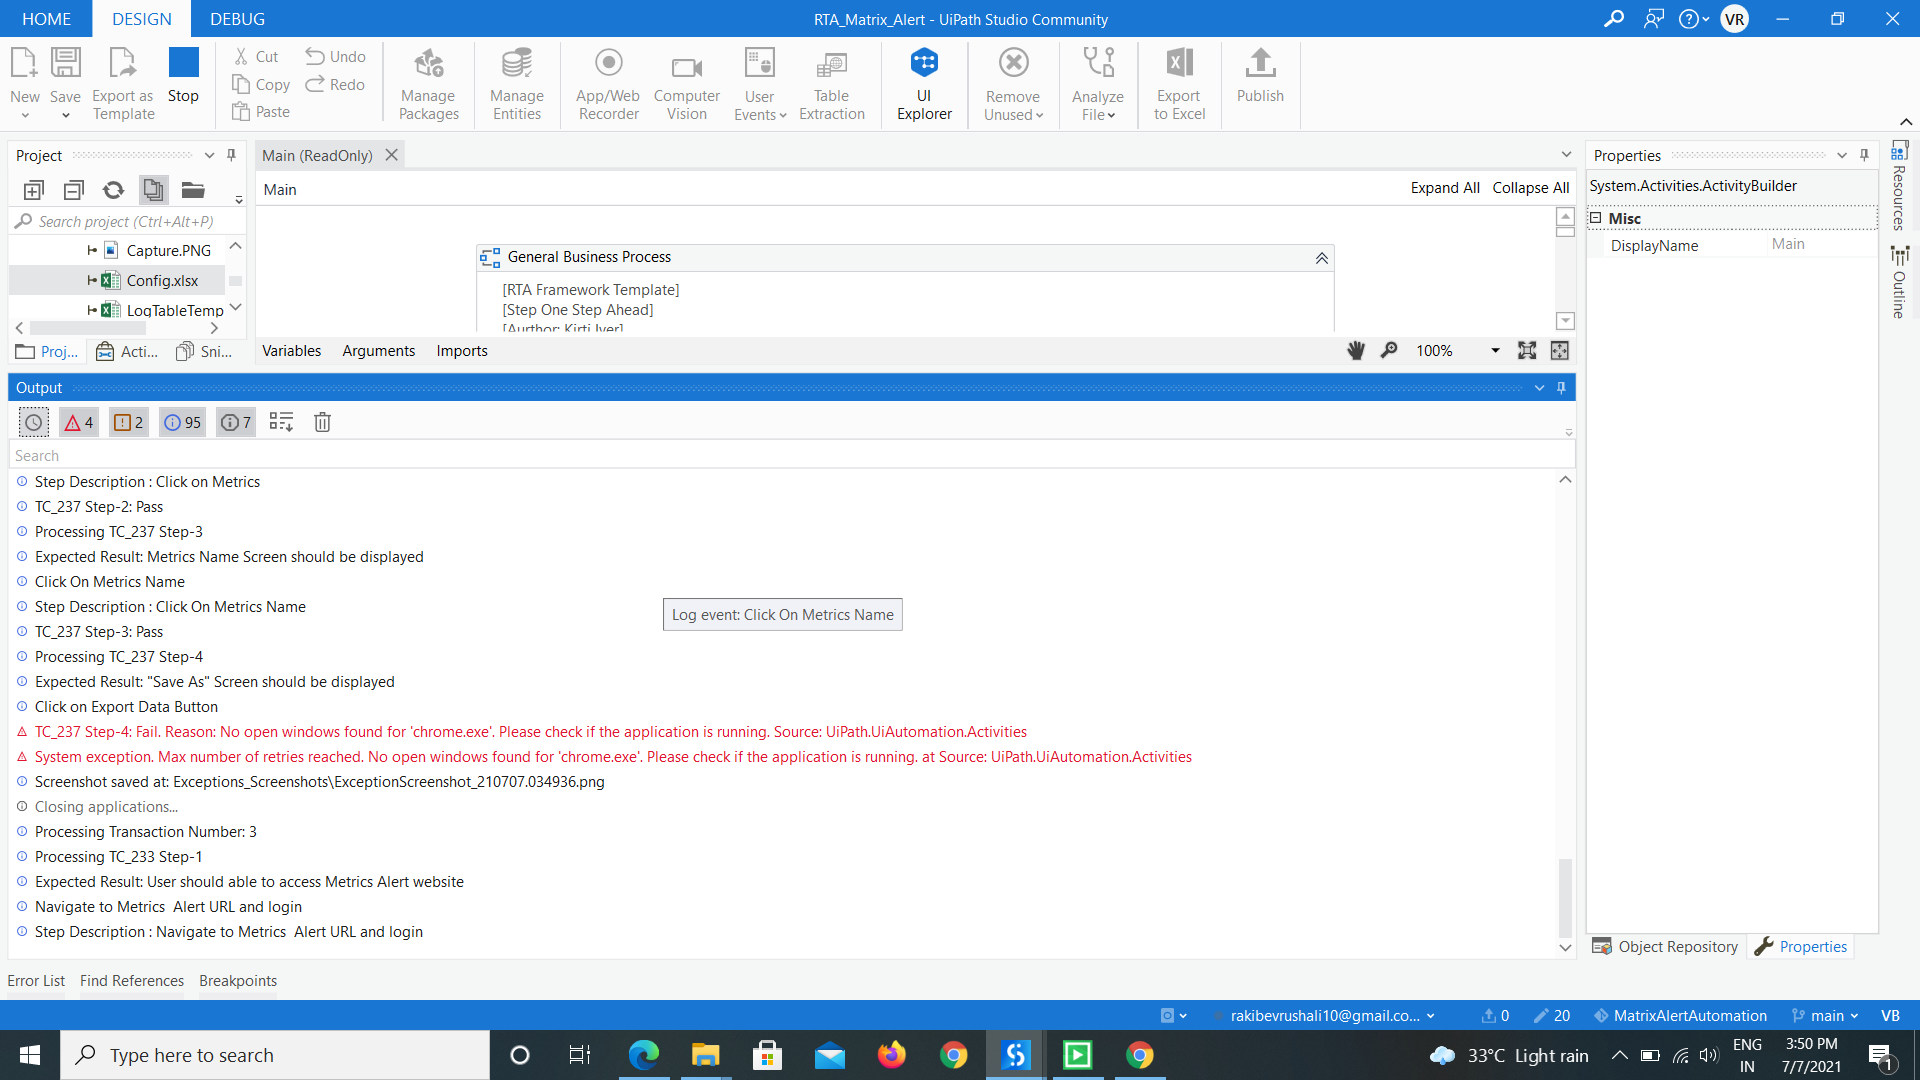 HOME DESIGN DEBUG
RTA_Matrix_Alert - UiPath Studio Community
VR
New
Save
Export as
Template
Stop
Cut
Copy
Paste
Undo
Redo
Manage
Packages
Manage
Entities
App/Web
Recorder
Computer
Vision
User
Events
Table
Extraction
UI
Explorer
Remove
Unused
Analyze
File
Export
to Excel
Publish
Project
Search project (Ctrl+Alt+P)
Capture.PNG
Config.xlsx
LogTableTemp
Proj...
Acti...
Sni...
Main (ReadOnly)
Main
Expand All Collapse All
General Business Process
[RTA Framework Template]
[Step One Step Ahead]
[Aurthor: Kirti Iyer]
Variables Arguments Imports
100%
Properties
System.Activities.ActivityBuilder
Misc
DisplayName Main
Resources
Outline
Output
4 2 95 7
Search
Step Description : Click on Metrics
TC_237 Step-2: Pass
Processing TC_237 Step-3
Expected Result: Metrics Name Screen should be displayed
Click On Metrics Name
Step Description : Click On Metrics Name
Log event: Click On Metrics Name
TC_237 Step-3: Pass
Processing TC_237 Step-4
Expected Result: "Save As" Screen should be displayed
Click on Export Data Button
TC_237 Step-4: Fail. Reason: No open windows found for 'chrome.exe'. Please check if the application is running. Source: UiPath.UiAutomation.Activities
System exception. Max number of retries reached. No open windows found for 'chrome.exe'. Please check if the application is running. at Source: UiPath.UiAutomation.Activities
Screenshot saved at: Exceptions_Screenshots\ExceptionScreenshot_210707.034936.png
Closing applications...
Processing Transaction Number: 3
Processing TC_233 Step-1
Expected Result: User should able to access Metrics Alert website
Navigate to Metrics  Alert URL and login
Step Description : Navigate to Metrics  Alert URL and login
Object Repository
Properties
Error List Find References Breakpoints
rakibevrushali10@gmail.co...
0
20
MatrixAlertAutomation
main
VB
Type here to search
33°C Light rain
ENG
IN
3:50 PM
7/7/2021
1